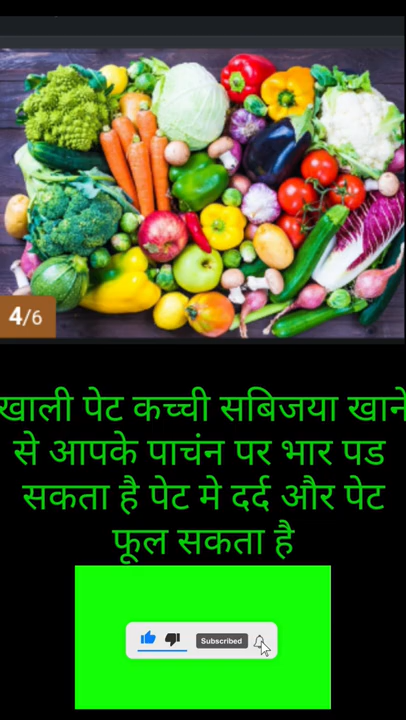 4/6
खाली पेट कच्ची सबिजया खाने
से आपके पाचंन पर भार पड
सकता है पेट मे दर्द और पेट
फूल सकता है
Subscribed